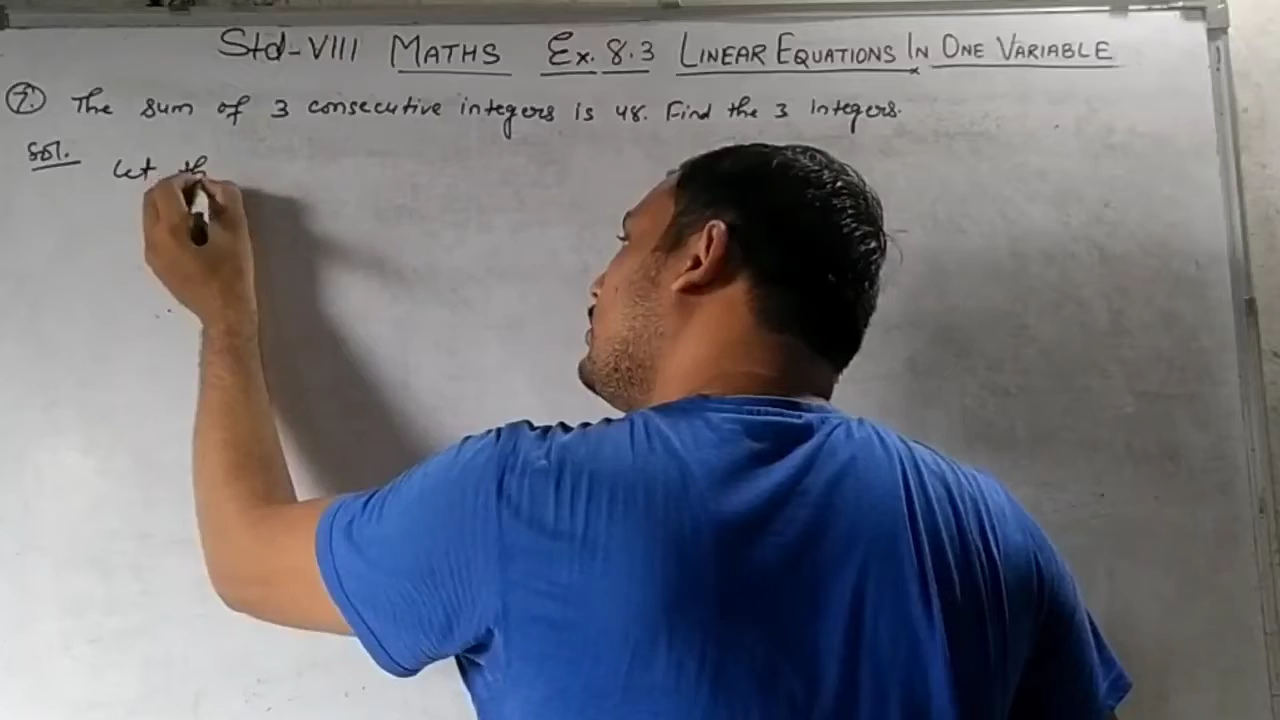 Std-VIII MATHS Ex. 8.3 LINEAR EQUATIONS IN ONE VARIABLE
7. The sum of 3 consecutive integers is 48. Find the 3 integers.
Sol. Let th